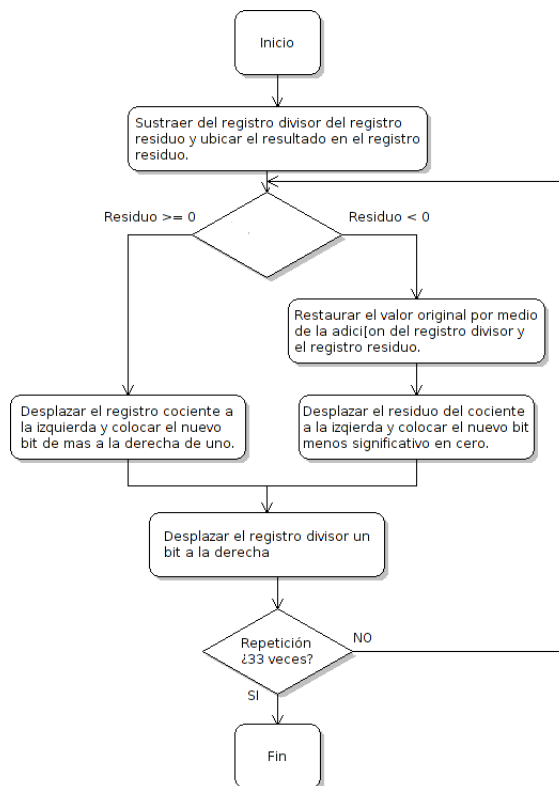 Inicio
Sustraer del registro divisor del registro
residuo y ubicar el resultado en el registro
residuo.
Residuo >= 0
Residuo < 0
Restaurar el valor original por medio
de la adici[on del registro divisor y
el registro residuo.
Desplazar el registro cociente a
la izquierda y colocar el nuevo
bit de mas a la derecha de uno.
Desplazar el residuo del cociente
a la izqierda y colocar el nuevo bit
menos significativo en cero.
Desplazar el registro divisor un
bit a la derecha
Repetición
¿33 veces?
NO
SI
Fin